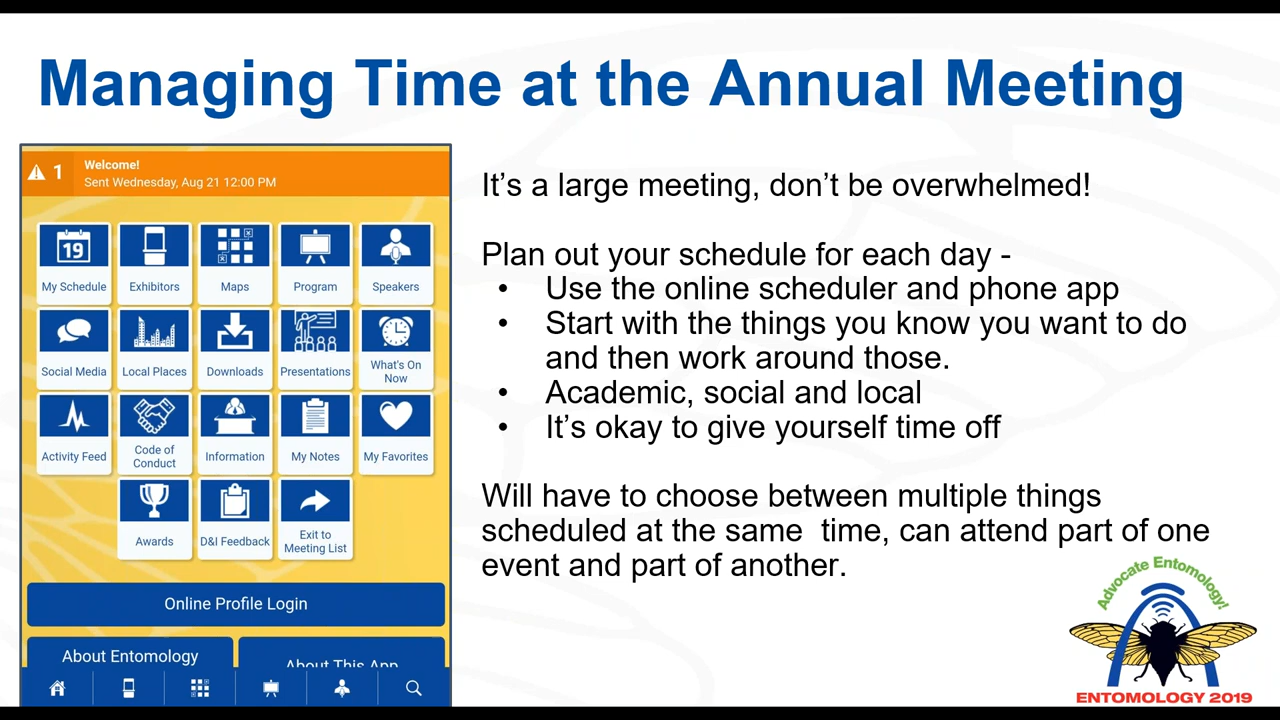 Managing Time at the Annual Meeting
1
Welcome!
Sent Wednesday, Aug 21 12:00 PM
19
My Schedule
Exhibitors
Maps
Program
Speakers
Social Media
Local Places
Downloads
Presentations
What's On
Now
Activity Feed
Code of
Conduct
Information
My Notes
My Favorites
Awards
D&I Feedback
Exit to
Meeting List
Online Profile Login
About Entomology
About This App
It's a large meeting, don't be overwhelmed!
Plan out your schedule for each day -
• Use the online scheduler and phone app
• Start with the things you know you want to do
and then work around those.
• Academic, social and local
• It's okay to give yourself time off
Will have to choose between multiple things
scheduled at the same  time, can attend part of one
event and part of another.
Advocate Entomology!
ENTOMOLOGY 2019